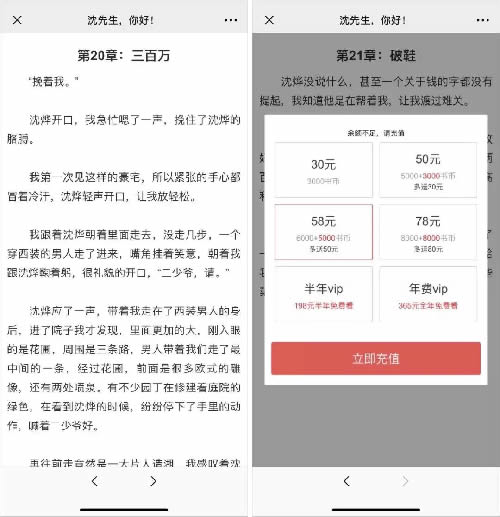 沈先生，你好！
第20章：三百万
“挽着我。”
沈烨开口，我急忙嗯了一声，挽住了沈烨的
胳膊。
我第一次见这样的豪宅，所以紧张的手心都
冒着冷汗，沈烨轻声开口，让我放轻松。
我跟着沈烨朝着里面走去，没走几步，一个
穿西装的男人走了进来，嘴角挂着笑意，朝着我
跟沈烨鞠着躬，很礼貌的开口，“二少爷，请。”
沈烨应了一声，带着我走在了西装男人的身
后，进了院子我才发现，里面更加的大，刚入眼
的是花圃，周围是三条路，男人带着我们走了最
中间的一条，经过花圃，前面是很多欧式的雕
像，还有两处喷泉，有不少园丁在修建着庭院的
绿色，在看到沈烨的时候，纷纷停下了手里的动
作，喊着二少爷好。
再往前走竟然是一大片人造湖，我感叹着沈
沈先生，你好！
第21章：破鞋
沈烨没说什么，甚至一个关于钱的字都没有
提起，我知道他是在帮着我，让我渡过难关。
余额不足，请充值
30元
3000书币
50元
5000+3000书币
多送30元
58元
6000+5000书币
多送50元
78元
8000+8000书币
多送80元
半年vip
198元半年免费看
年费vip
365元全年免费看
立即充值